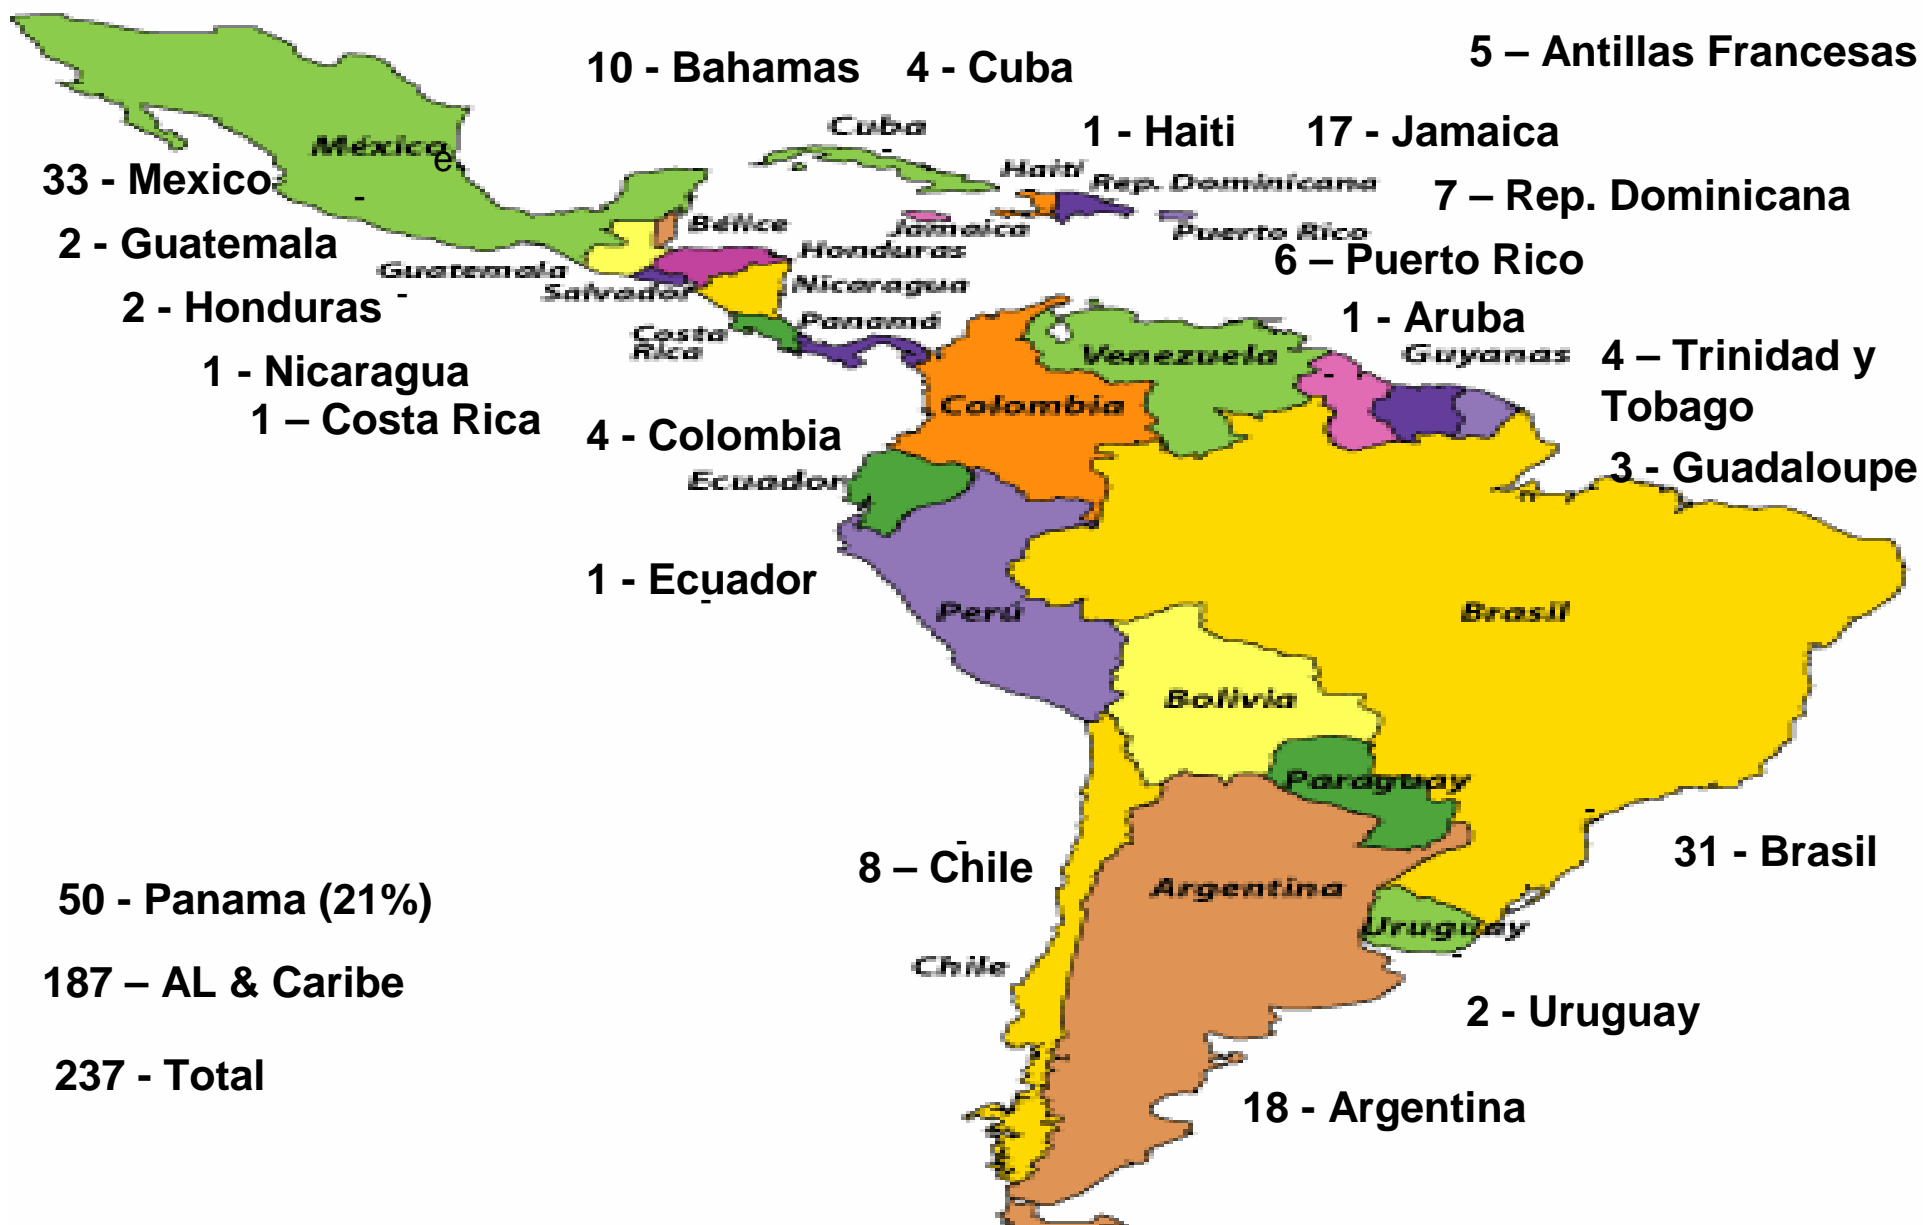 10 - Bahamas
4 - Cuba
5 – Antillas Francesas
Cuba
1 - Haiti
17 - Jamaica
México
e
33 - Mexico
-
Haití
Rep. Dominicana
7 – Rep. Dominicana
Bélice
Jamaica
Puerto Rico
2 - Guatemala
Honduras
6 – Puerto Rico
Guatemala
Salvador
Nicaragua
2 - Honduras
-
Costa
Rica
Panamá
1 - Aruba
Venezuela
Guyanas
4 – Trinidad y
Tobago
1 - Nicaragua
1 – Costa Rica
Colombia
4 - Colombia
3 - Guadaloupe
Ecuador
1 - Ecuador
-
Perú
Brasil
Bolivia
Paraguay
-
31 - Brasil
-
8 – Chile
Argentina
50 - Panama (21%)
Uruguay
-
Chile
187 – AL & Caribe
2 - Uruguay
237 - Total
18 - Argentina